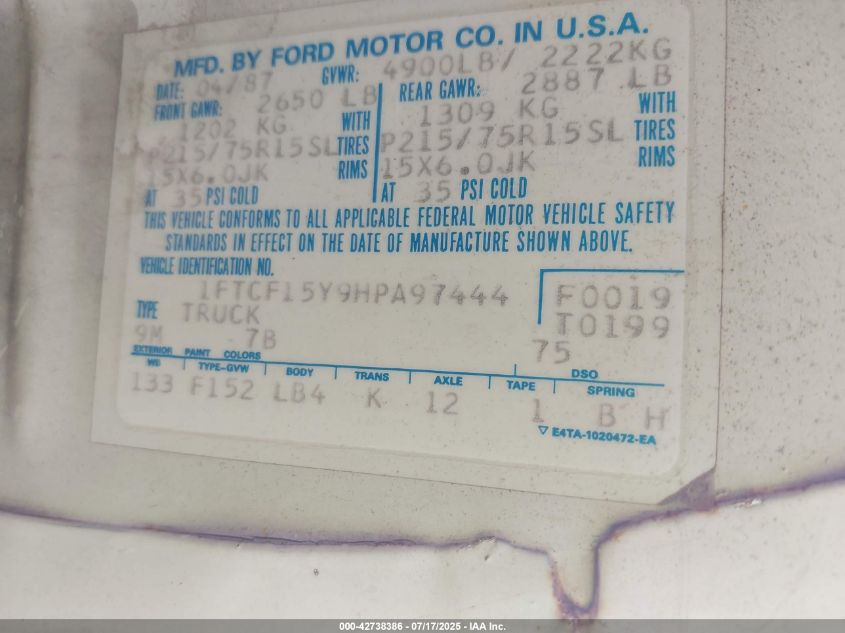 MFD. BY FORD MOTOR CO. IN U.S.A.
DATE: 04/87 GVWR: 4900LB/ 2222KG
FRONT GAWR: 2650 LB REAR GAWR: 2887 LB
1202 KG WITH 1309 KG WITH
P215/75R15SL TIRES P215/75R15SL TIRES
15X6.0JK RIMS 15X6.0JK RIMS
AT 35 PSI COLD AT 35 PSI COLD
THIS VEHICLE CONFORMS TO ALL APPLICABLE FEDERAL MOTOR VEHICLE SAFETY
STANDARDS IN EFFECT ON THE DATE OF MANUFACTURE SHOWN ABOVE.
VEHICLE IDENTIFICATION NO.
1FTCF15Y9HPA97444 F0019
TYPE TRUCK T0199
9M 7B 75
EXTERIOR PAINT COLORS DSO
WB TYPE-GVW BODY TRANS AXLE TAPE SPRING
133 F152 LB4 K 12 1 B H
▽ E4TA-1020472-EA
000-42738386 - 07/17/2025 - IAA Inc.